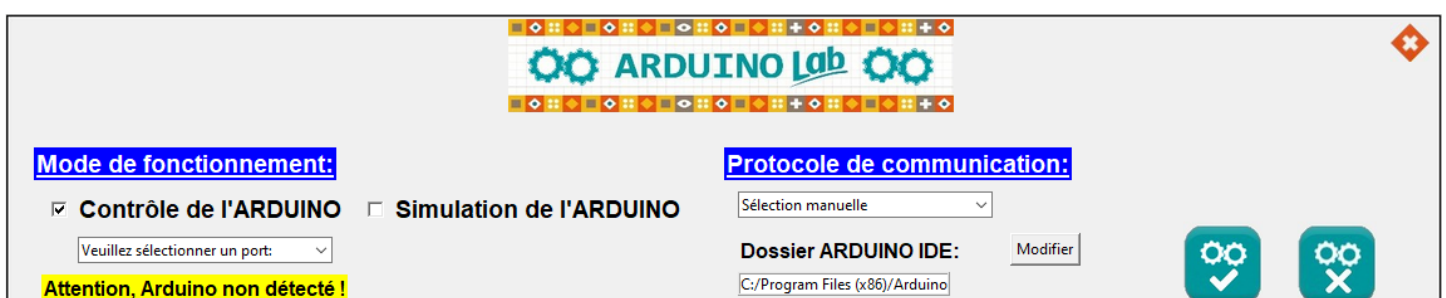 ARDUINO Lab
Mode de fonctionnement:
Contrôle de l'ARDUINO
Simulation de l'ARDUINO
Veuillez sélectionner un port:
Attention, Arduino non détecté !
Protocole de communication:
Sélection manuelle
Dossier ARDUINO IDE:
Modifier
C:/Program Files (x86)/Arduino